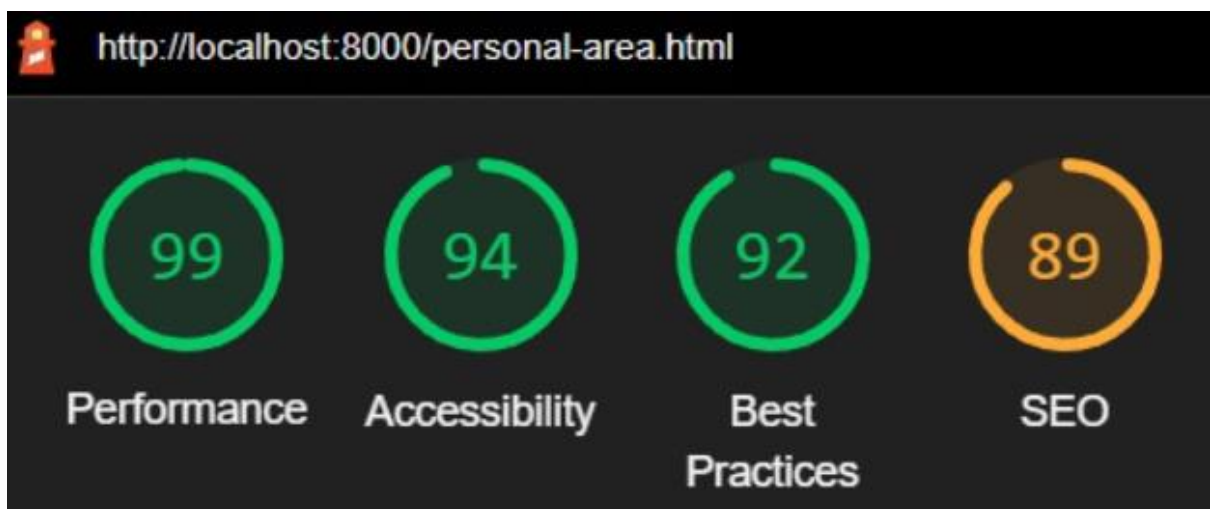 http://localhost:8000/personal-area.html
99
94
92
89
Performance
Accessibility
Best
Practices
SEO